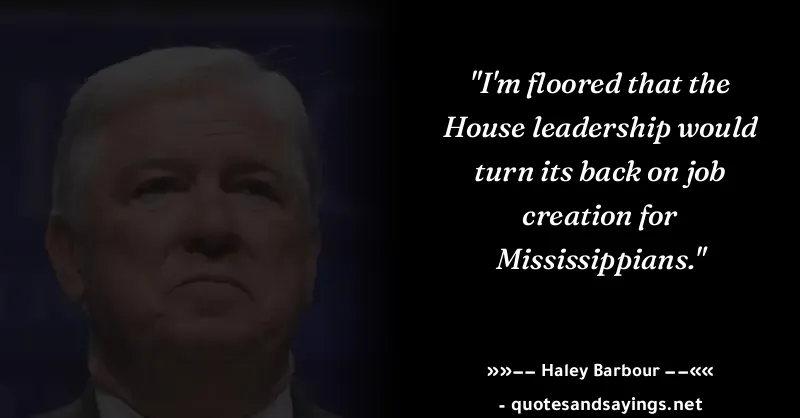 "I'm floored that the
House leadership would
turn its back on job
creation for
Mississippians."
»»−− Haley Barbour −−««
- quotesandsayings.net